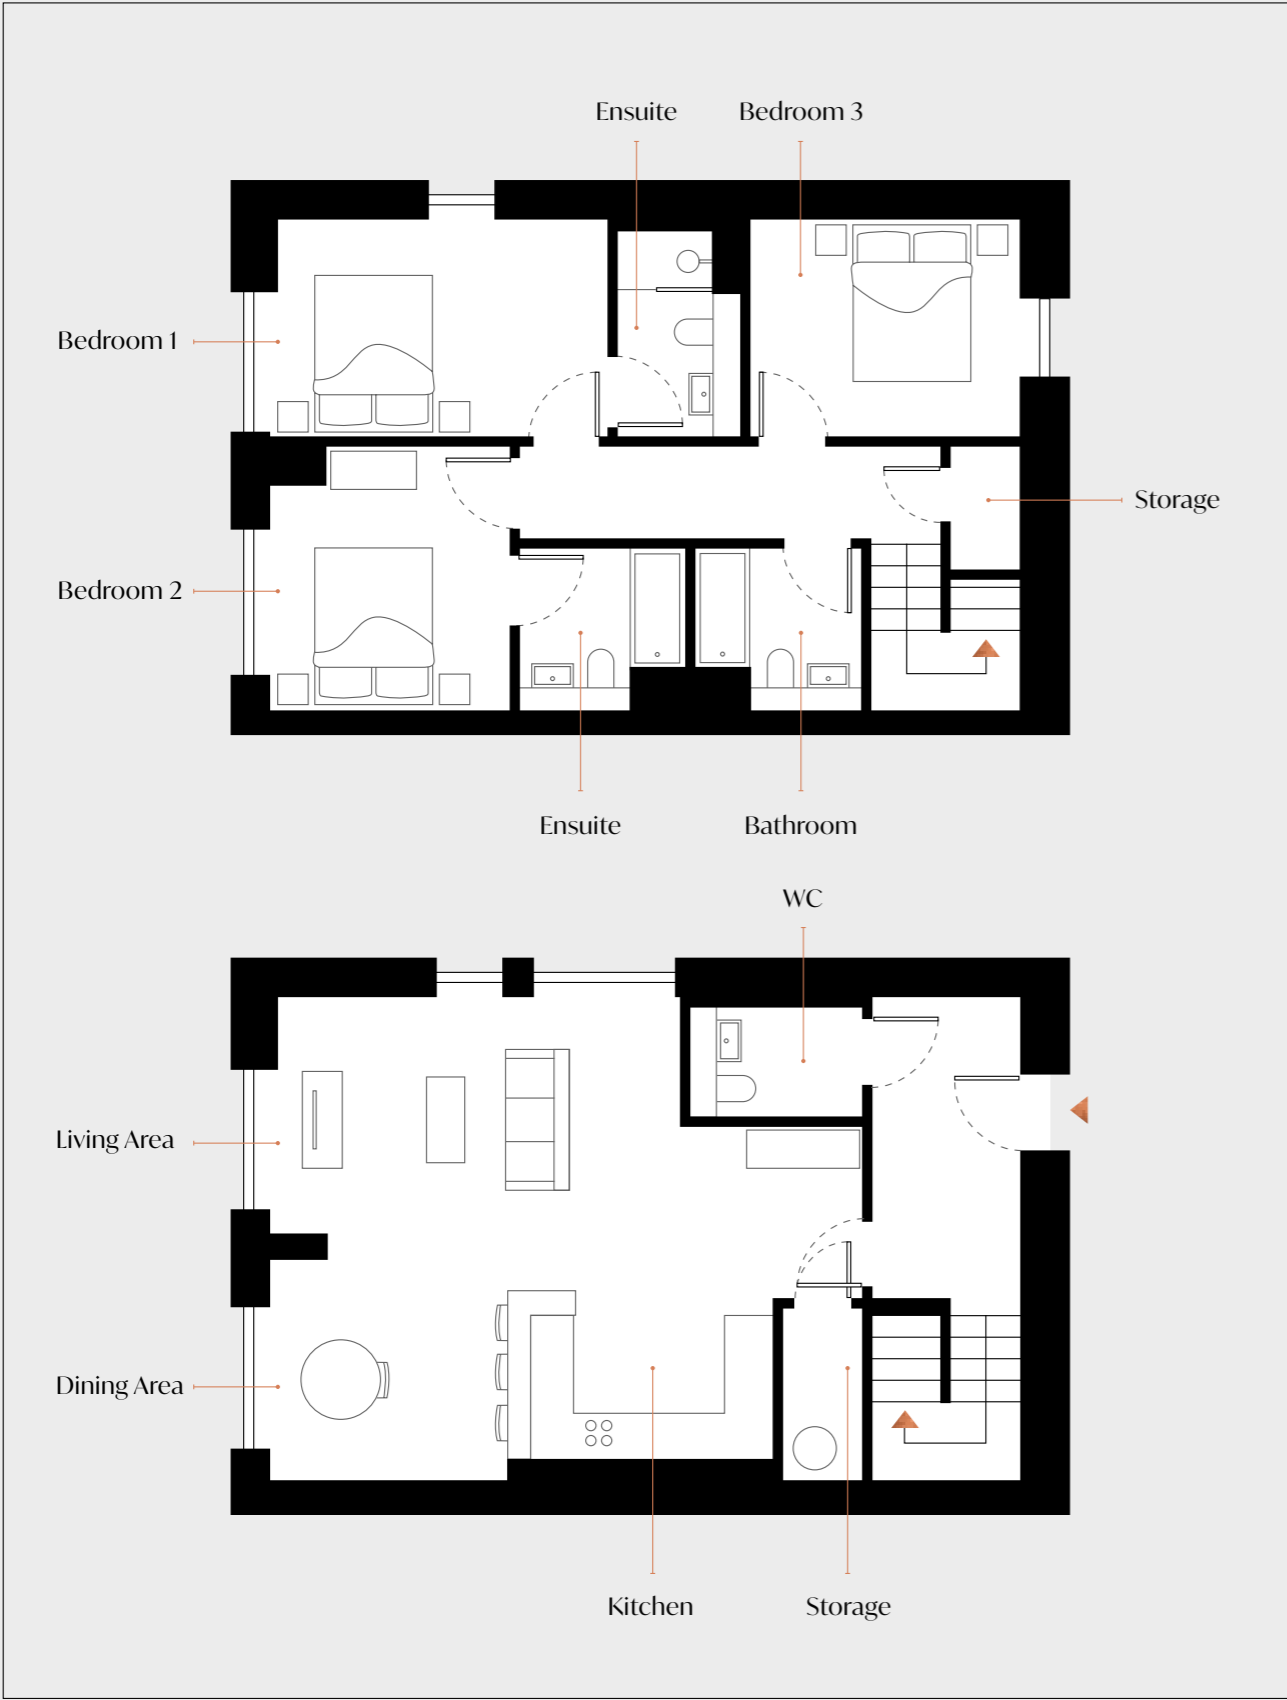 Ensuite
Bedroom 3
Bedroom 1
Storage
Bedroom 2
Ensuite
Bathroom
WC
Living Area
Dining Area
Kitchen
Storage